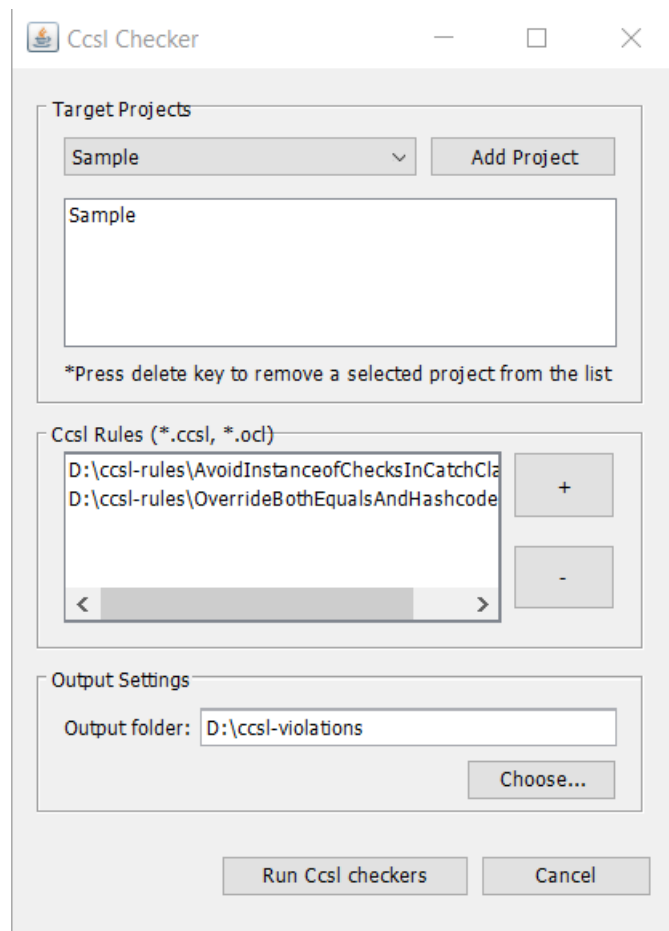 Ccsl Checker
Target Projects
Sample
Add Project
Sample
*Press delete key to remove a selected project from the list
Ccsl Rules (*.ccsl, *.ocl)
D:\ccsl-rules\AvoidInstanceofChecksInCatchCla
D:\ccsl-rules\OverrideBothEqualsAndHashcode
+
-
Output Settings
Output folder: D:\ccsl-violations
Choose...
Run Ccsl checkers Cancel